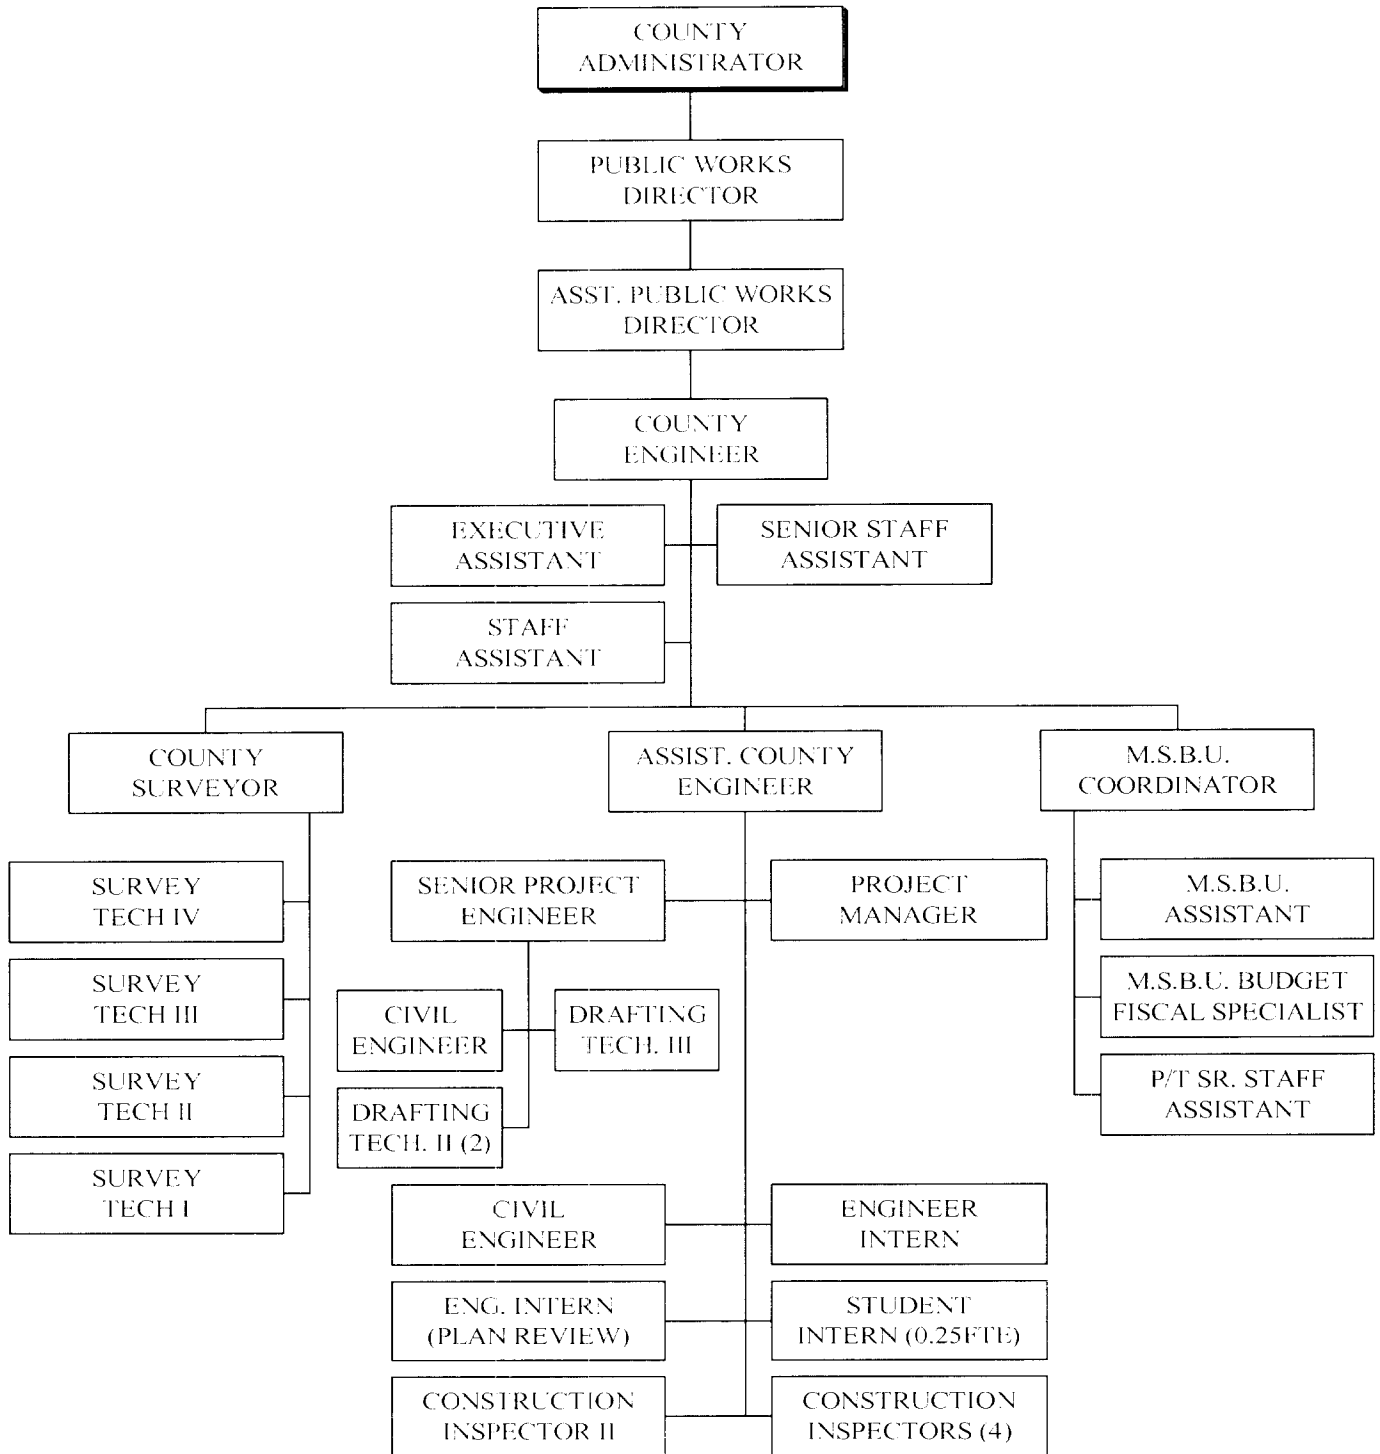 COUNTY
ADMINISTRATOR
PUBLIC WORKS
DIRECTOR
ASST. PUBLIC WORKS
DIRECTOR
COUNTY
ENGINEER
EXECUTIVE
ASSISTANT
SENIOR STAFF
ASSISTANT
STAFF
ASSISTANT
COUNTY
SURVEYOR
ASSIST. COUNTY
ENGINEER
M.S.B.U.
COORDINATOR
SURVEY
TECH IV
SURVEY
TECH III
SURVEY
TECH II
SURVEY
TECH I
SENIOR PROJECT
ENGINEER
PROJECT
MANAGER
CIVIL
ENGINEER
DRAFTING
TECH. III
DRAFTING
TECH. II (2)
CIVIL
ENGINEER
ENGINEER
INTERN
ENG. INTERN
(PLAN REVIEW)
STUDENT
INTERN (0.25FTE)
CONSTRUCTION
INSPECTOR II
CONSTRUCTION
INSPECTORS (4)
M.S.B.U.
ASSISTANT
M.S.B.U. BUDGET
FISCAL SPECIALIST
P/T SR. STAFF
ASSISTANT